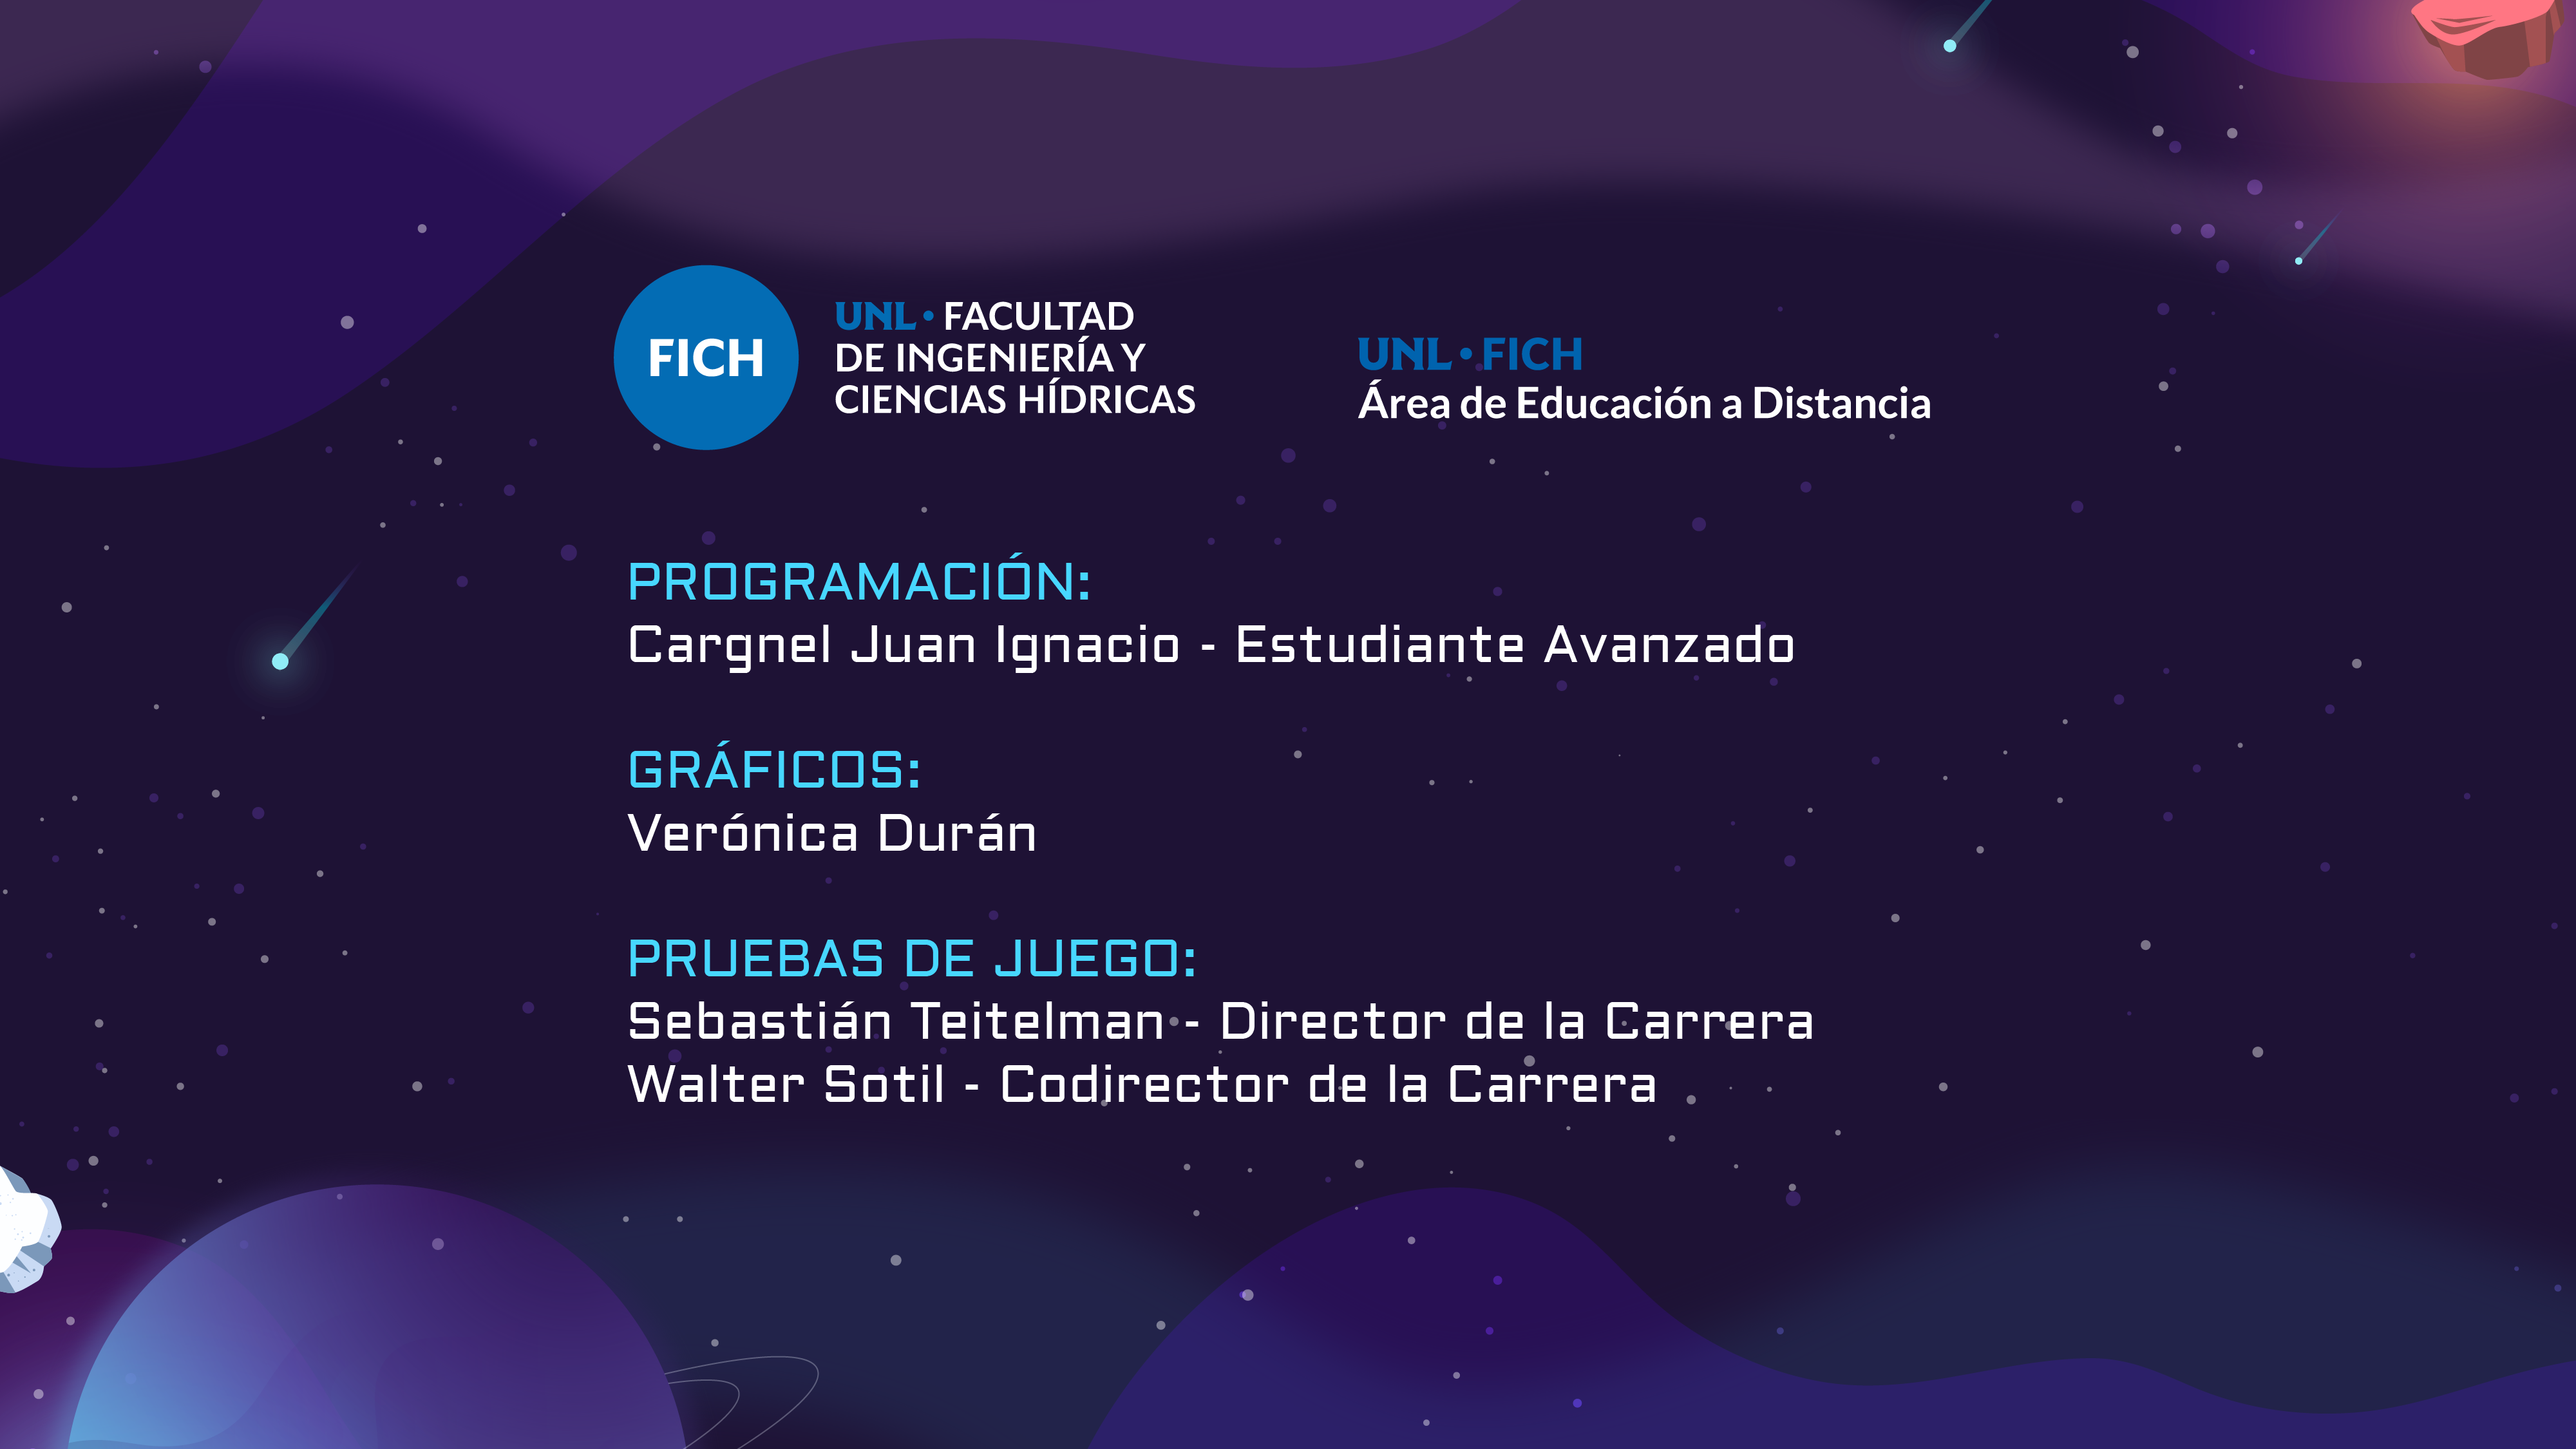 FICH
UNL · FACULTAD
DE INGENIERÍA Y
CIENCIAS HÍDRICAS
UNL · FICH
Área de Educación a Distancia
PROGRAMACIÓN:
Cargnel Juan Ignacio - Estudiante Avanzado
GRÁFICOS:
Verónica Durán
PRUEBAS DE JUEGO:
Sebastián Teitelman - Director de la Carrera
Walter Sotil - Codirector de la Carrera